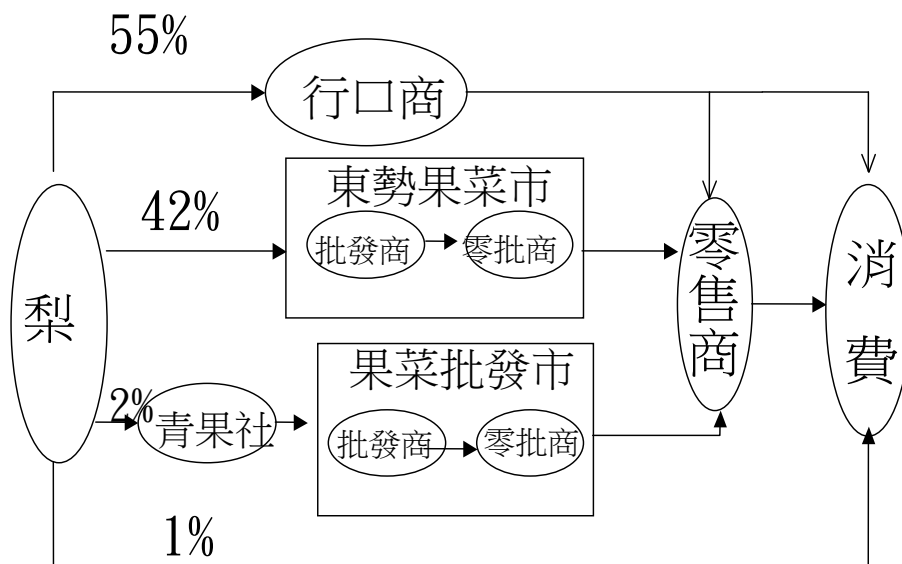 55%
行口商
東勢果菜市
42%
批發商
零批商
梨
零售商
消費
果菜批發市
2%
青果社
批發商
零批商
1%